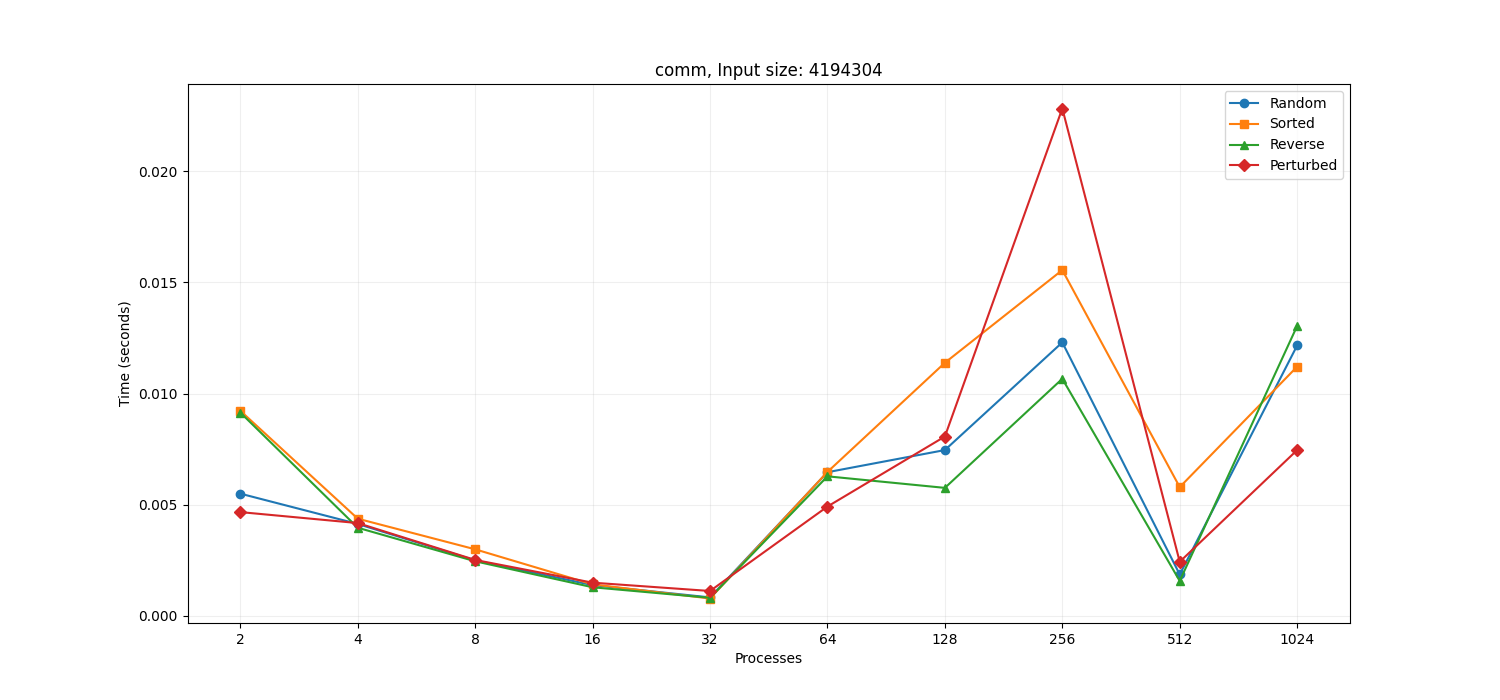 comm, Input size: 4194304
Random
Sorted
Reverse
Perturbed
Time (seconds)
0.020
0.015
0.010
0.005
0.000
2 4 8 16 32 64 128 256 512 1024
Processes